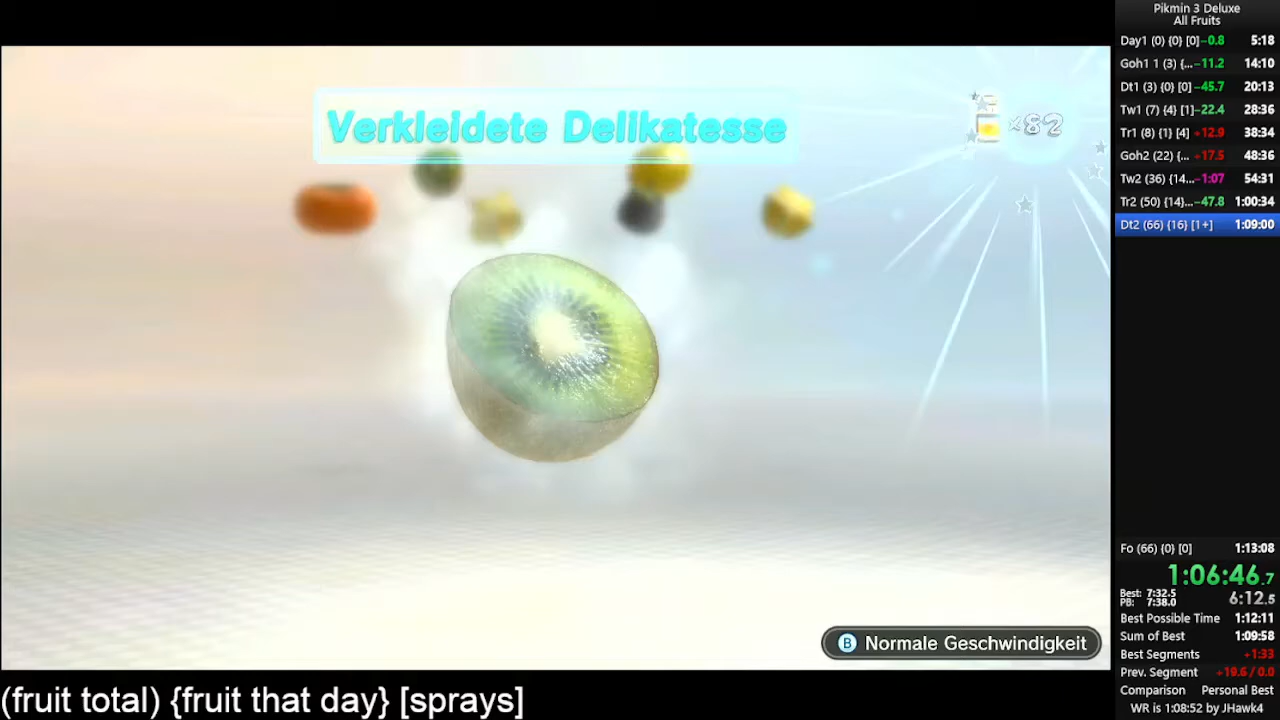 Verkleidete Delikatesse
×82
B Normale Geschwindigkeit
(fruit total) {fruit that day} [sprays]
Pikmin 3 Deluxe
All Fruits
Day1 (0) {0} [0] −0.8 5:18
Goh1 1 (3) {... −11.2 14:10
Dt1 (3) {0} [0] −45.7 20:13
Tw1 (7) {4} [1] −22.4 28:36
Tr1 (8) {1} [4] +12.9 38:34
Goh2 (22) {... +17.5 48:36
Tw2 (36) {14... −1:07 54:31
Tr2 (50) {14}... −47.8 1:00:34
Dt2 (66) {16} [1+] 1:09:00
Fo (66) {0} [0] 1:13:08
1:06:46.7
Best: 7:32.5
PB: 7:38.0 6:12.5
Best Possible Time 1:12:11
Sum of Best 1:09:58
Best Segments +1:33
Prev. Segment +19.6 / 0.0
Comparison Personal Best
WR is 1:08:52 by JHawk4